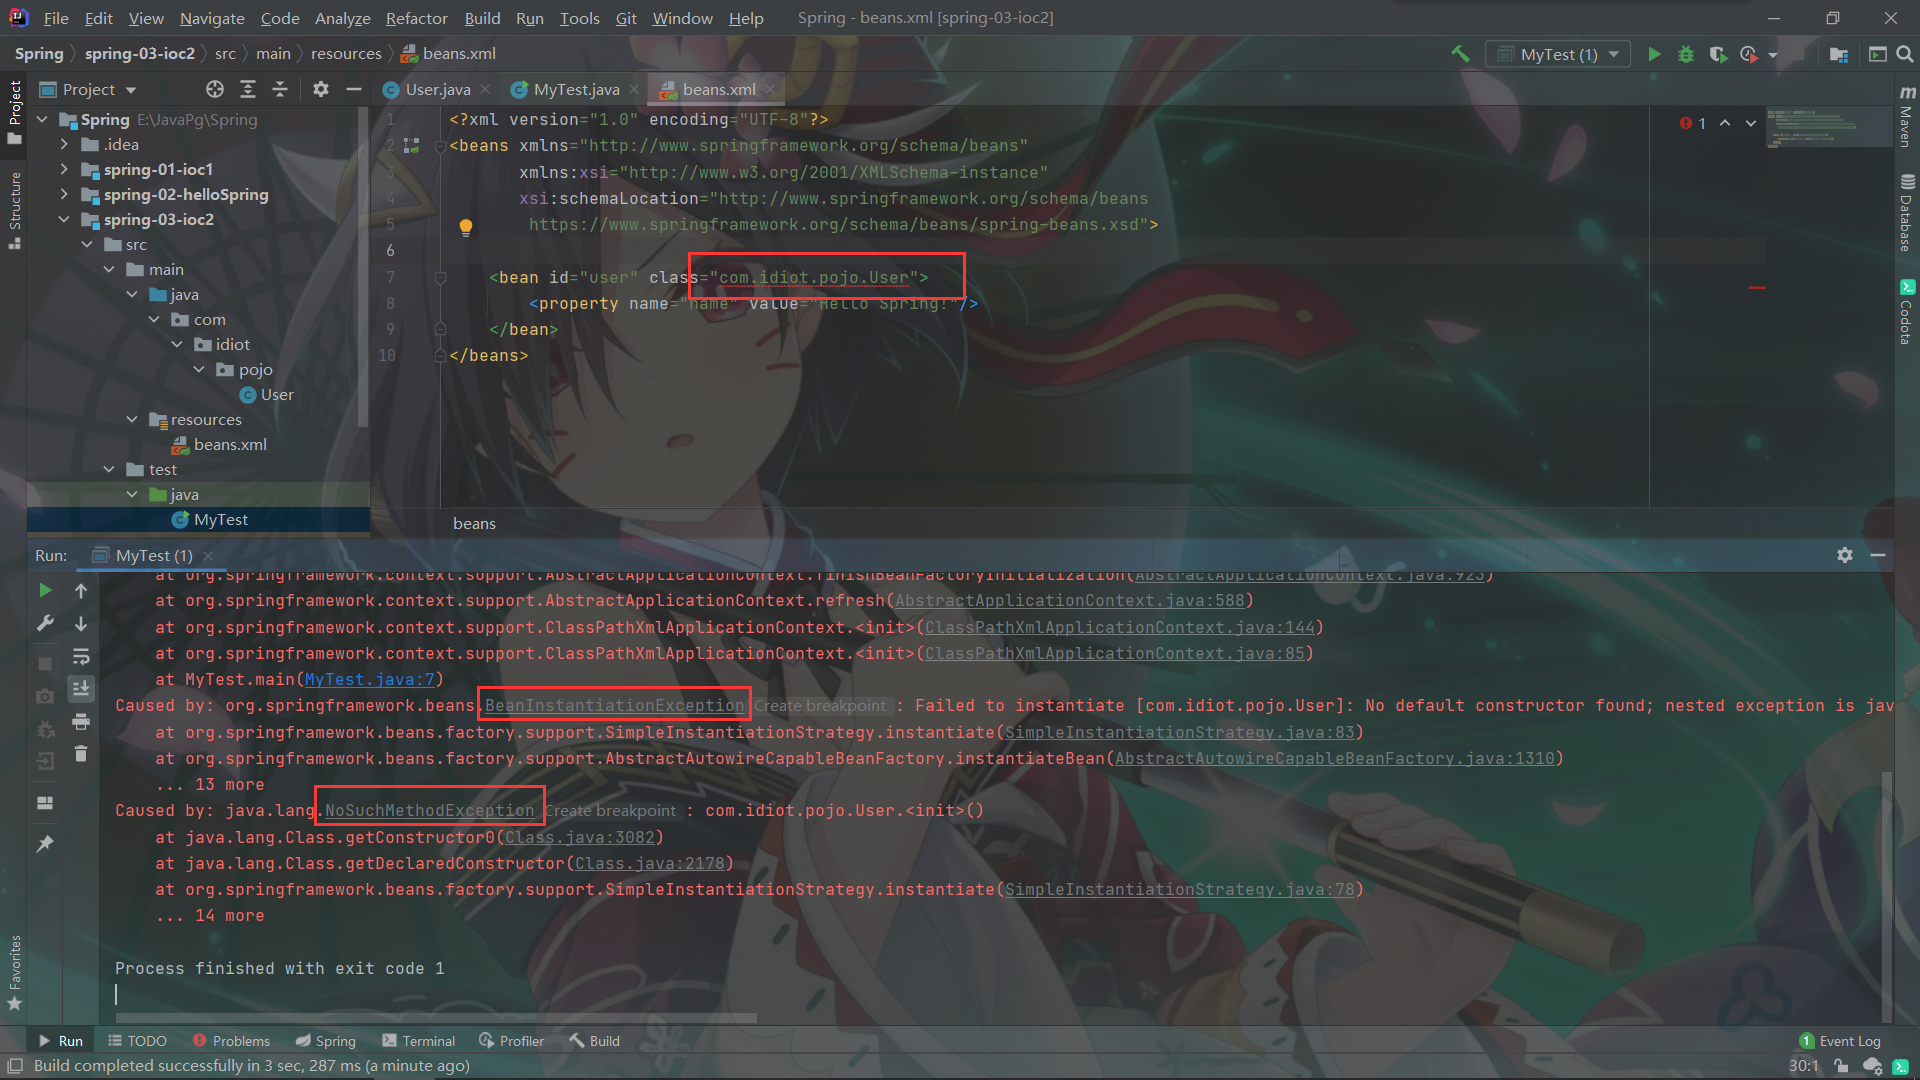 File Edit View Navigate Code Analyze Refactor Build Run Tools Git Window Help Spring - beans.xml [spring-03-ioc2]
Spring spring-03-ioc2 src main resources beans.xml MyTest (1)
Project User.java MyTest.java beans.xml
Project
Structure
Favorites
Spring E:\JavaPg\Spring
.idea
spring-01-ioc1
spring-02-helloSpring
spring-03-ioc2
src
main
java
com
idiot
pojo
User
resources
beans.xml
test
java
MyTest
1 <?xml version="1.0" encoding="UTF-8"?>
2 <beans xmlns="http://www.springframework.org/schema/beans"
3 xmlns:xsi="http://www.w3.org/2001/XMLSchema-instance"
4 xsi:schemaLocation="http://www.springframework.org/schema/beans
5 https://www.springframework.org/schema/beans/spring-beans.xsd">
6
7 <bean id="user" class="com.idiot.pojo.User">
8 <property name="name" value="Hello Spring!"/>
9 </bean>
10 </beans>
1
beans
Maven
Database
Codota
Run: MyTest (1)
at org.springframework.context.support.AbstractApplicationContext.finishBeanFactoryInitialization(AbstractApplicationContext.java:923)
at org.springframework.context.support.AbstractApplicationContext.refresh(AbstractApplicationContext.java:588)
at org.springframework.context.support.ClassPathXmlApplicationContext.<init>(ClassPathXmlApplicationContext.java:144)
at org.springframework.context.support.ClassPathXmlApplicationContext.<init>(ClassPathXmlApplicationContext.java:85)
at MyTest.main(MyTest.java:7)
Caused by: org.springframework.beans.BeanInstantiationException Create breakpoint : Failed to instantiate [com.idiot.pojo.User]: No default constructor found; nested exception is jav
at org.springframework.beans.factory.support.SimpleInstantiationStrategy.instantiate(SimpleInstantiationStrategy.java:83)
at org.springframework.beans.factory.support.AbstractAutowireCapableBeanFactory.instantiateBean(AbstractAutowireCapableBeanFactory.java:1310)
... 13 more
Caused by: java.lang.NoSuchMethodException Create breakpoint : com.idiot.pojo.User.<init>()
at java.lang.Class.getConstructor0(Class.java:3082)
at java.lang.Class.getDeclaredConstructor(Class.java:2178)
at org.springframework.beans.factory.support.SimpleInstantiationStrategy.instantiate(SimpleInstantiationStrategy.java:78)
... 14 more
Process finished with exit code 1
Run TODO Problems Spring Terminal Profiler Build 1 Event Log
Build completed successfully in 3 sec, 287 ms (a minute ago) 30:1